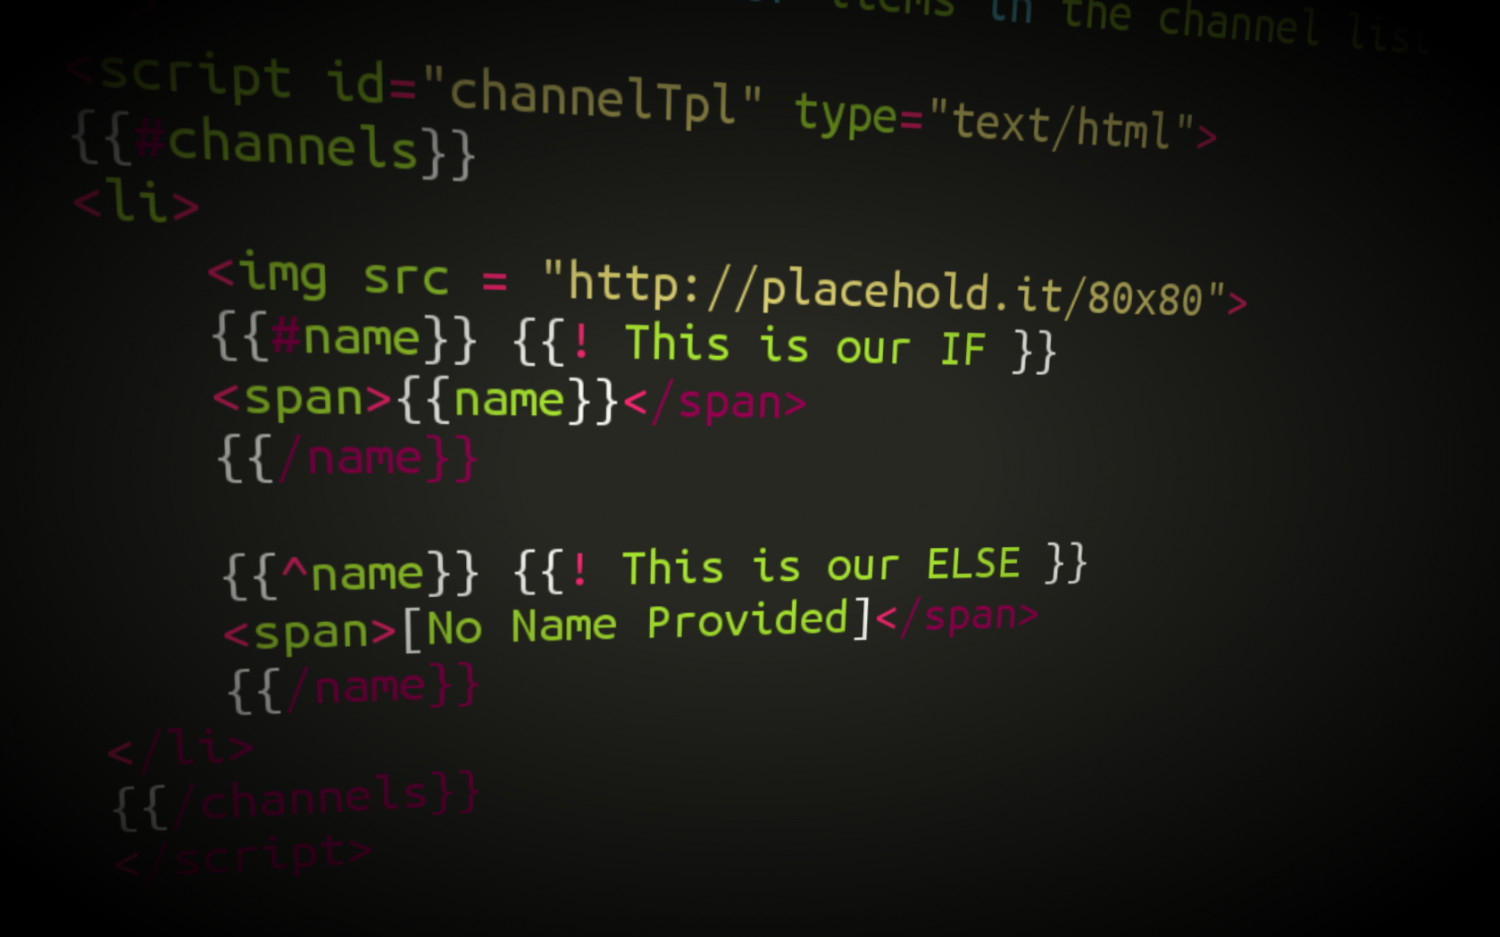 items in the channel list
<script id="channelTpl" type="text/html">
{{#channels}}
<li>
<img src = "http://placehold.it/80x80">
{{#name}} {{! This is our IF }}
<span>{{name}}</span>
{{/name}}
{{^name}} {{! This is our ELSE }}
<span>[No Name Provided]</span>
{{/name}}
</li>
{{/channels}}
</script>